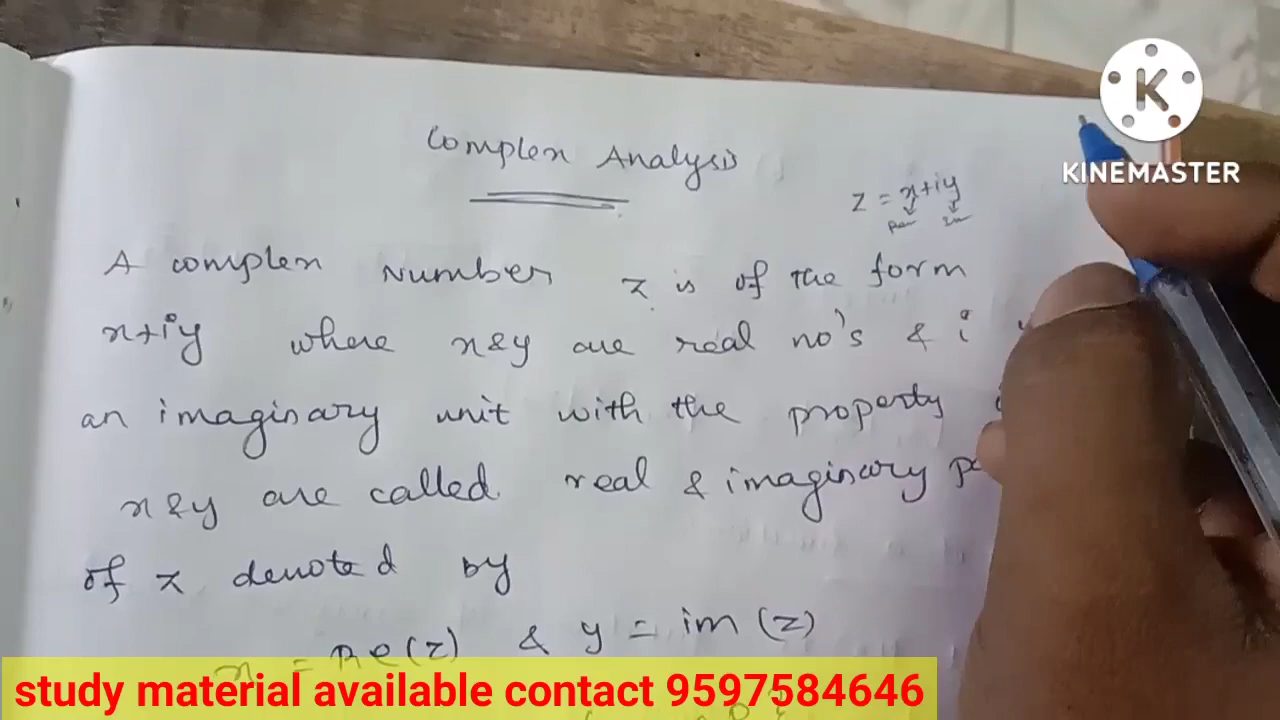 Complex Analysis
z = x+iy
A complex Number z is of the form
x+iy where x & y are real no's & i
an imaginary unit with the property
x & y are called real & imaginary
of z denoted by
x = Re(z) & y = im (z)
KINEMASTER
study material available contact 9597584646